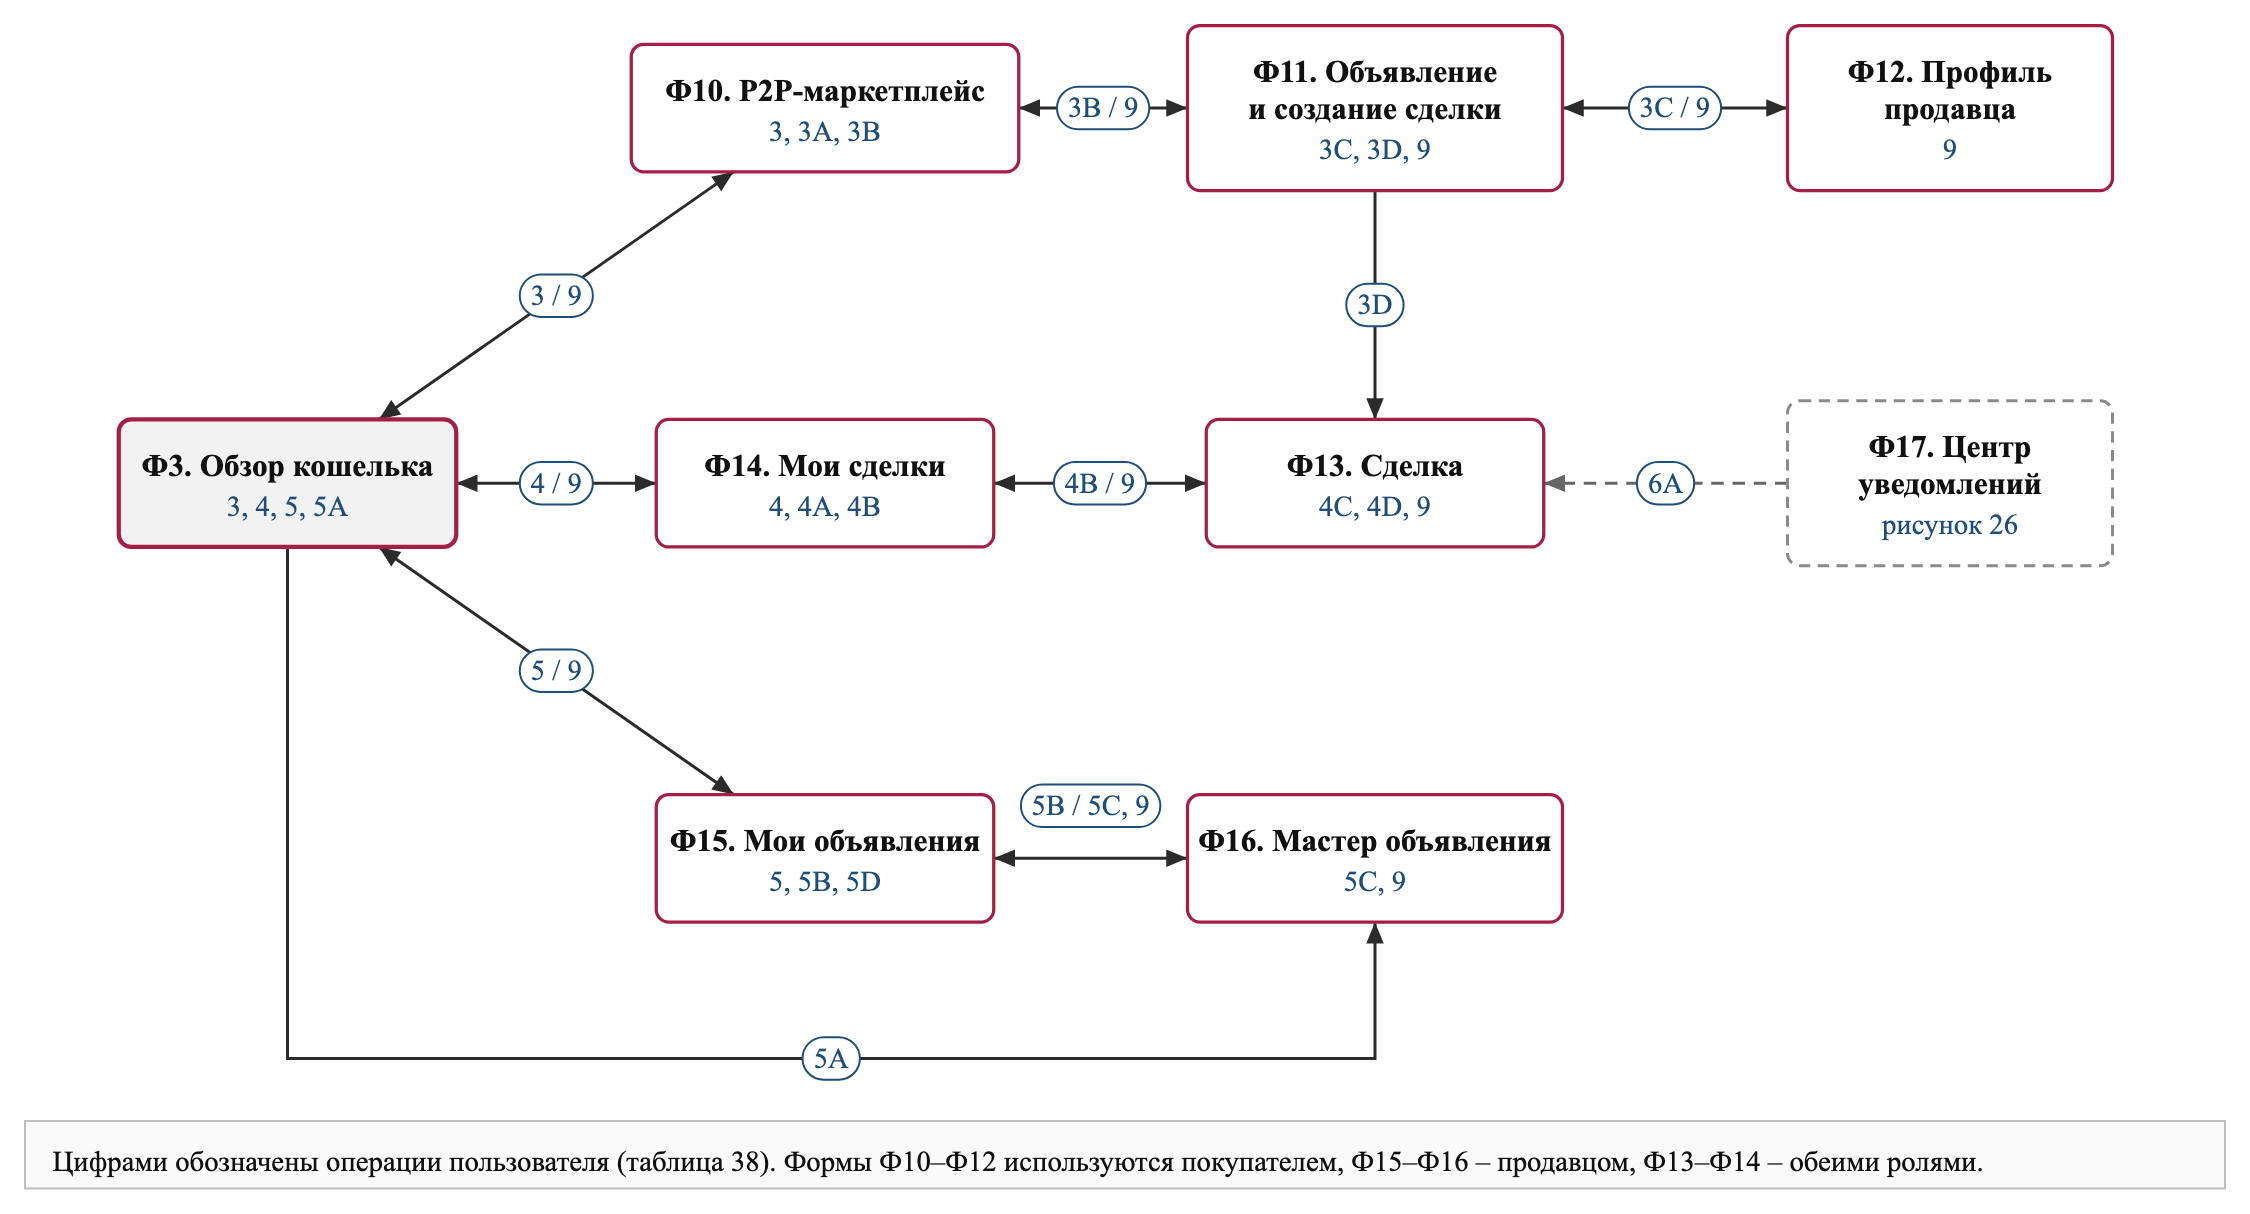 Ф10. P2P-маркетплейс
3, 3A, 3B
3B / 9
Ф11. Объявление
и создание сделки
3C, 3D, 9
3C / 9
Ф12. Профиль
продавца
9
3 / 9
3D
Ф3. Обзор кошелька
3, 4, 5, 5A
4 / 9
Ф14. Мои сделки
4, 4A, 4B
4B / 9
Ф13. Сделка
4C, 4D, 9
6A
Ф17. Центр
уведомлений
рисунок 26
5 / 9
Ф15. Мои объявления
5, 5B, 5D
5B / 5C, 9
Ф16. Мастер объявления
5C, 9
5A
Цифрами обозначены операции пользователя (таблица 38). Формы Ф10–Ф12 используются покупателем, Ф15–Ф16 – продавцом, Ф13–Ф14 – обеими ролями.